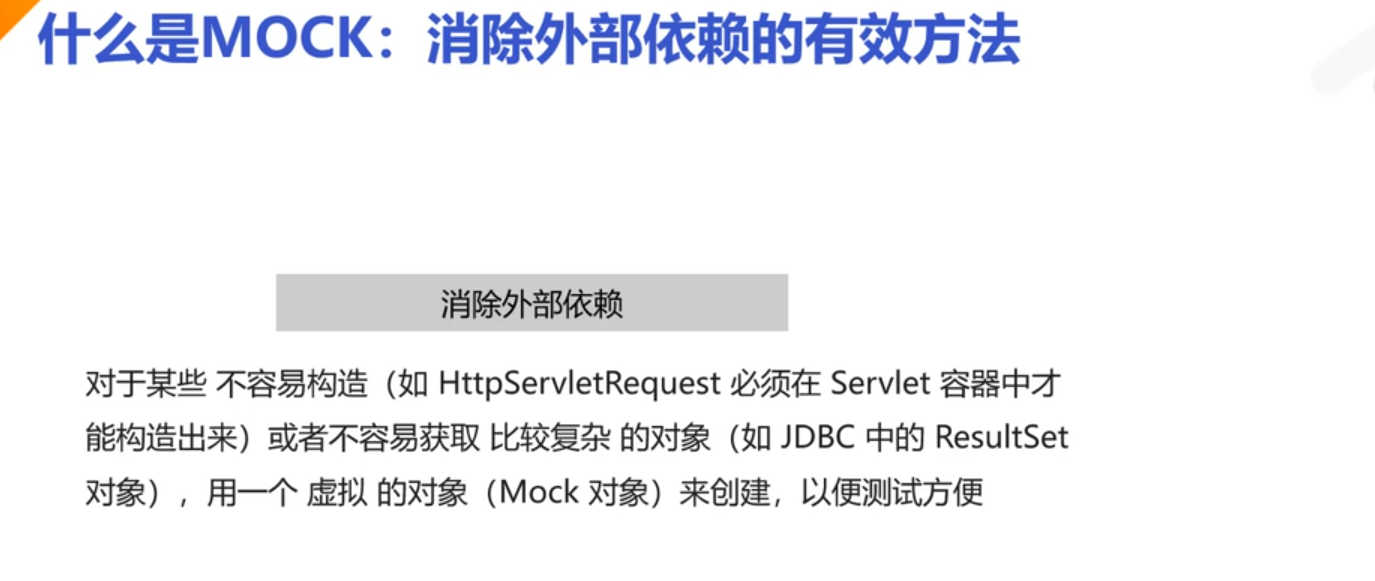 什么是MOCK：消除外部依赖的有效方法
消除外部依赖
对于某些 不容易构造（如 HttpServletRequest 必须在 Servlet 容器中才
能构造出来）或者不容易获取 比较复杂 的对象（如 JDBC 中的 ResultSet
对象），用一个 虚拟 的对象（Mock 对象）来创建，以便测试方便